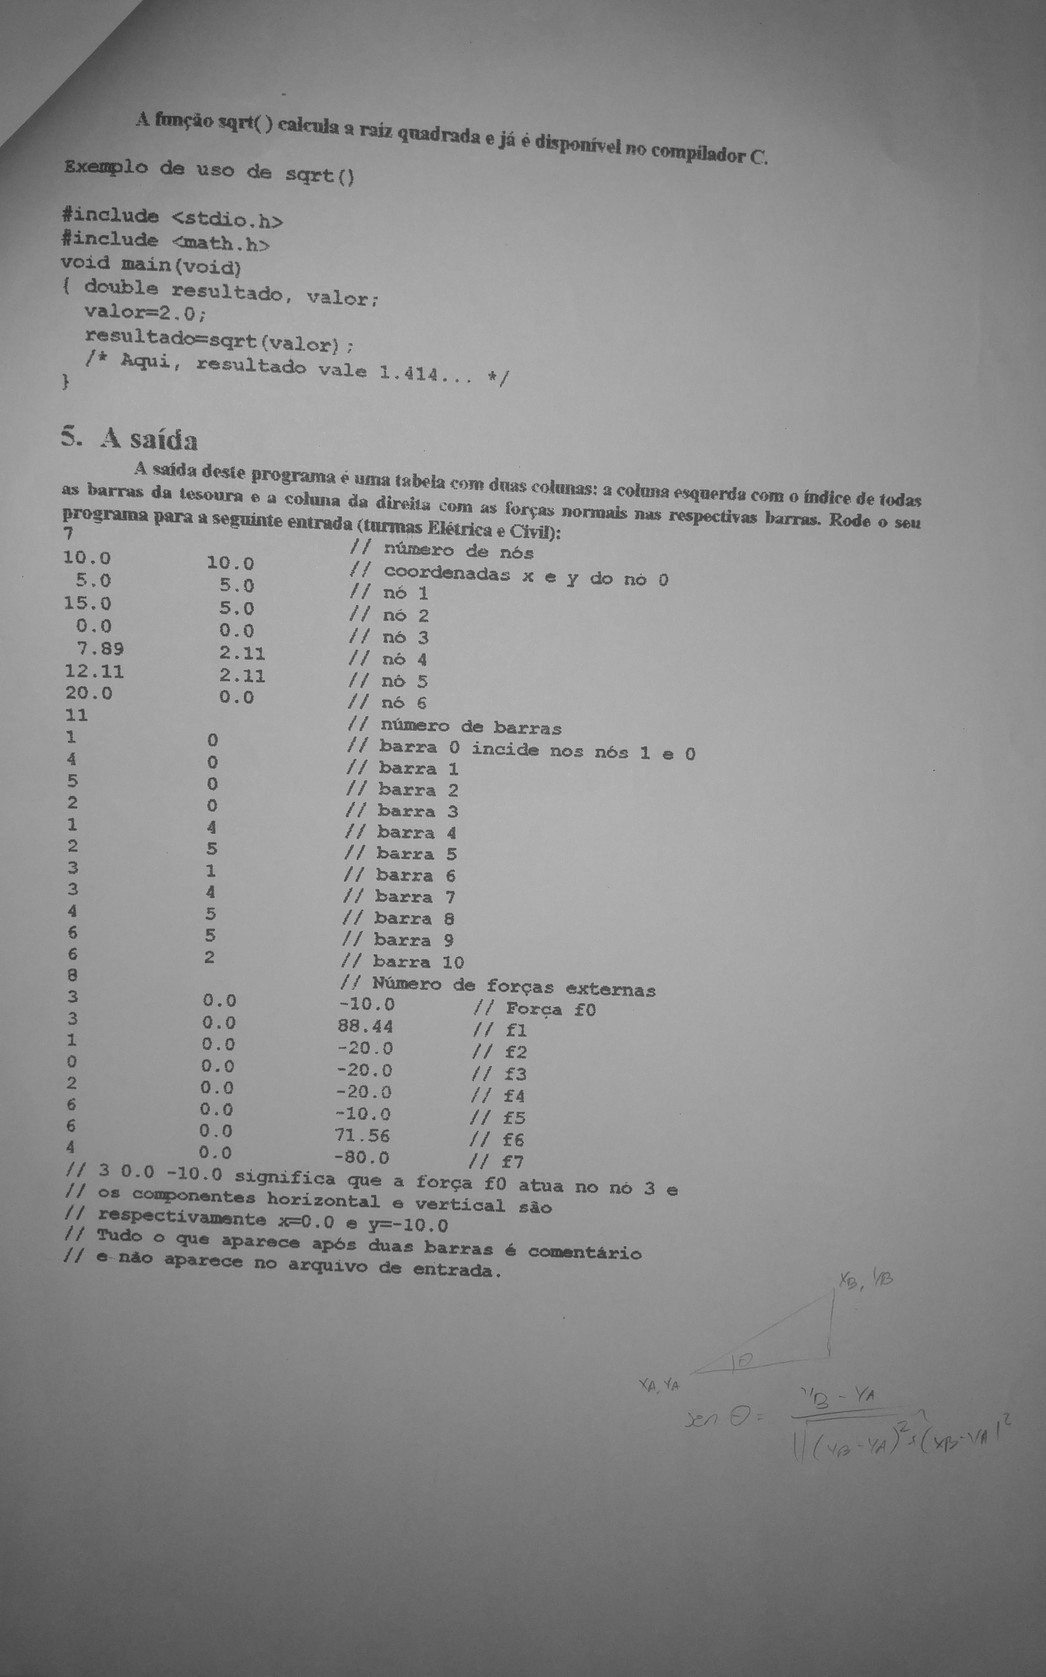 A função sqrt( ) calcula a raiz quadrada e já é disponível no compilador C.
Exemplo de uso de sqrt()
#include <stdio.h>
#include <math.h>
void main(void)
{ double resultado, valor;
valor=2.0;
resultado=sqrt(valor);
/* Aqui, resultado vale 1.414... */
}
5. A saída
A saída deste programa é uma tabela com duas colunas: a coluna esquerda com o índice de todas
as barras da tesoura e a coluna da direita com as forças normais nas respectivas barras. Rode o seu
programa para a seguinte entrada (turmas Elétrica e Civil):
7 // número de nós
10.0 10.0 // coordenadas x e y do nó 0
5.0 5.0 // nó 1
15.0 5.0 // nó 2
0.0 0.0 // nó 3
7.89 2.11 // nó 4
12.11 2.11 // nó 5
20.0 0.0 // nó 6
11 // número de barras
1 0 // barra 0 incide nos nós 1 e 0
4 0 // barra 1
5 0 // barra 2
2 0 // barra 3
1 4 // barra 4
2 5 // barra 5
3 1 // barra 6
3 4 // barra 7
4 5 // barra 8
6 5 // barra 9
6 2 // barra 10
8 // Número de forças externas
3 0.0 -10.0 // Força f0
3 0.0 88.44 // f1
1 0.0 -20.0 // f2
0 0.0 -20.0 // f3
2 0.0 -20.0 // f4
6 0.0 -10.0 // f5
6 0.0 71.56 // f6
4 0.0 -80.0 // f7
// 3 0.0 -10.0 significa que a força f0 atua no nó 3 e
// os componentes horizontal e vertical são
// respectivamente x=0.0 e y=-10.0
// Tudo o que aparece após duas barras é comentário
// e não aparece no arquivo de entrada.
XB, YB
θ
XA, YA
YB - YA
sen θ =